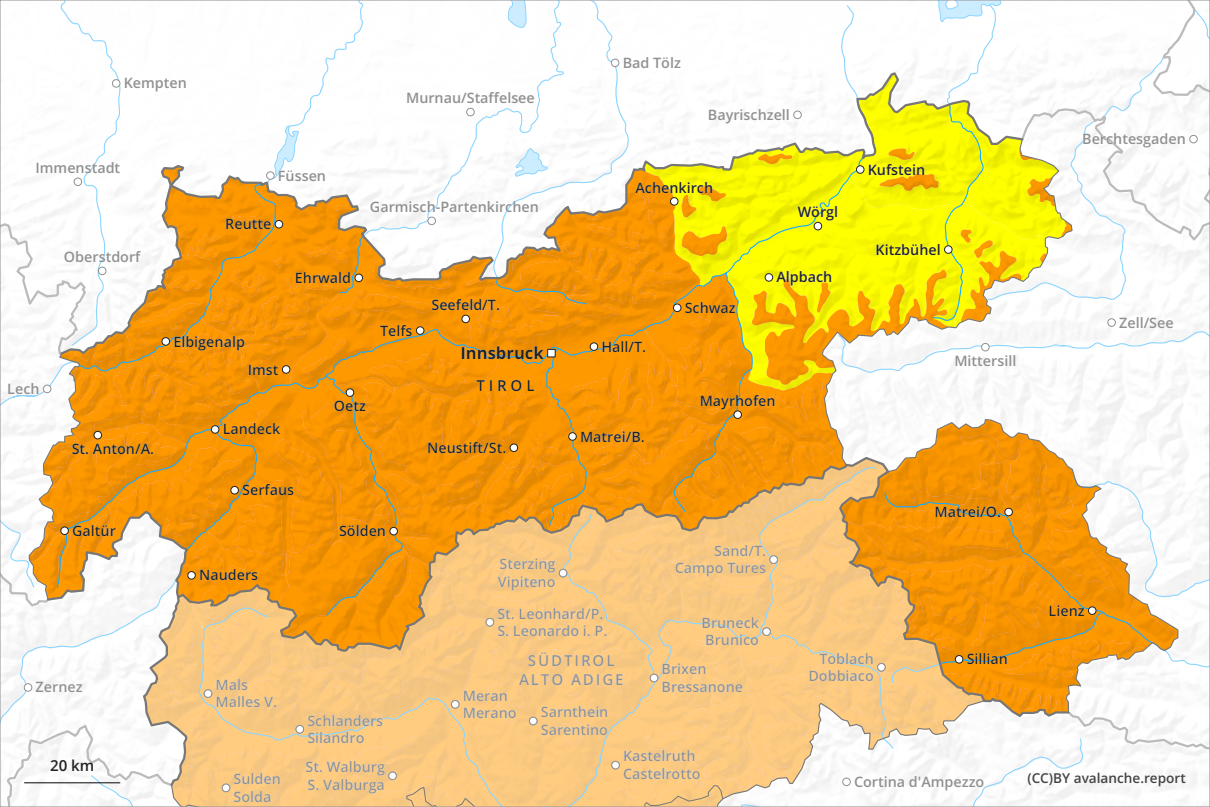 Bad Tölz
Kempten
Murnau/Staffelsee
Bayrischzell
Berchtesgaden
Immenstadt
Füssen
Kufstein
Achenkirch
Garmisch-Partenkirchen
Wörgl
Reutte
Kitzbühel
Oberstdorf
Ehrwald
Alpbach
Seefeld/T.
Schwaz
Zell/See
Telfs
Elbigenalp
Innsbruck
Hall/T.
Mittersill
Imst
TIROL
Lech
Oetz
Mayrhofen
Landeck
Matrei/B.
St. Anton/A.
Neustift/St.
Serfaus
Matrei/O.
Galtür
Sölden
Sand/T.
Campo Tures
Sterzing
Vipiteno
Nauders
Lienz
St. Leonhard/P.
S. Leonardo i. P.
Bruneck
Brunico
SÜDTIROL
ALTO ADIGE
Toblach
Dobbiaco
Sillian
Brixen
Bressanone
Zernez
Mals
Malles V.
Meran
Merano
Sarnthein
Sarentino
Schlanders
Silandro
Kastelruth
Castelrotto
St. Walburg
S. Valburga
20 km
Sulden
Solda
Cortina d'Ampezzo
(CC)BY avalanche.report